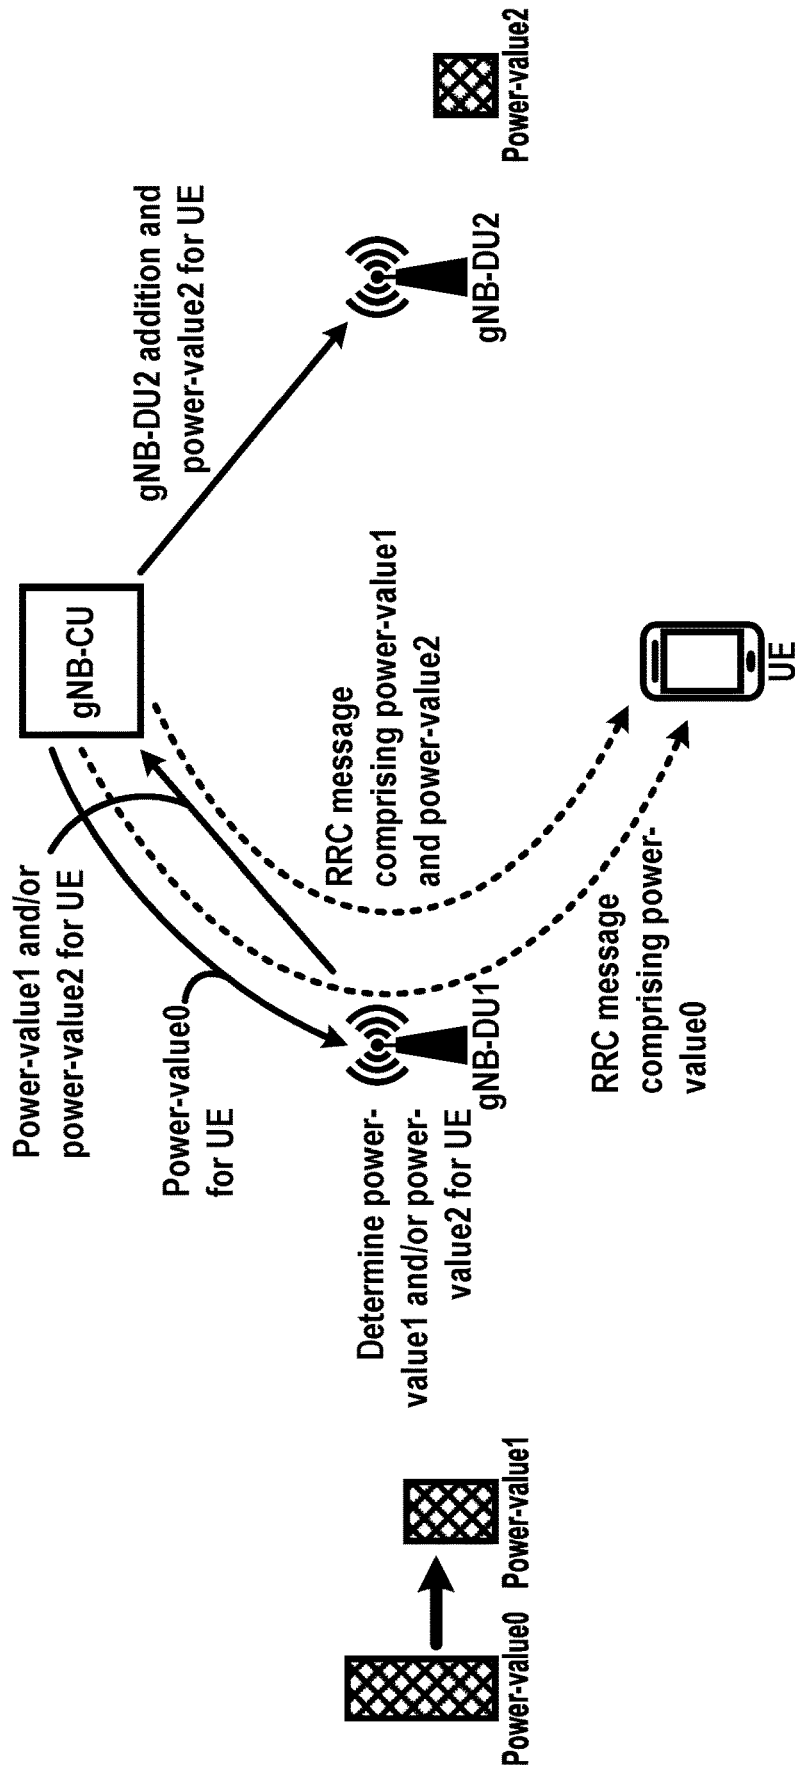 gNB-CU
Power-value1 and/or
power-value2 for UE
Power-value0
for UE
gNB-DU2 addition and
power-value2 for UE
Determine power-
value1 and/or power-
value2 for UE
gNB-DU1
gNB-DU2
RRC message
comprising power-value1
and power-value2
RRC message
comprising power-
value0
Power-value0
Power-value1
Power-value2
UE